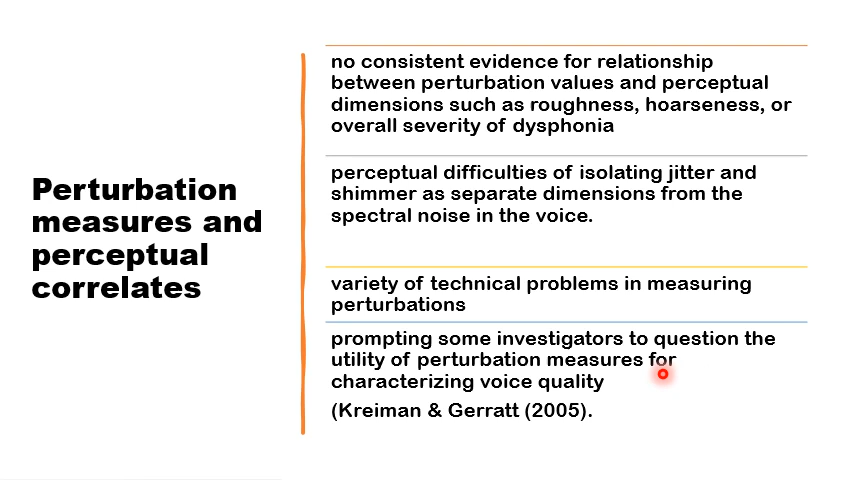 Perturbation
measures and
perceptual
correlates
no consistent evidence for relationship
between perturbation values and perceptual
dimensions such as roughness, hoarseness, or
overall severity of dysphonia
perceptual difficulties of isolating jitter and
shimmer as separate dimensions from the
spectral noise in the voice.
variety of technical problems in measuring
perturbations
prompting some investigators to question the
utility of perturbation measures for
characterizing voice quality
(Kreiman & Gerratt (2005).